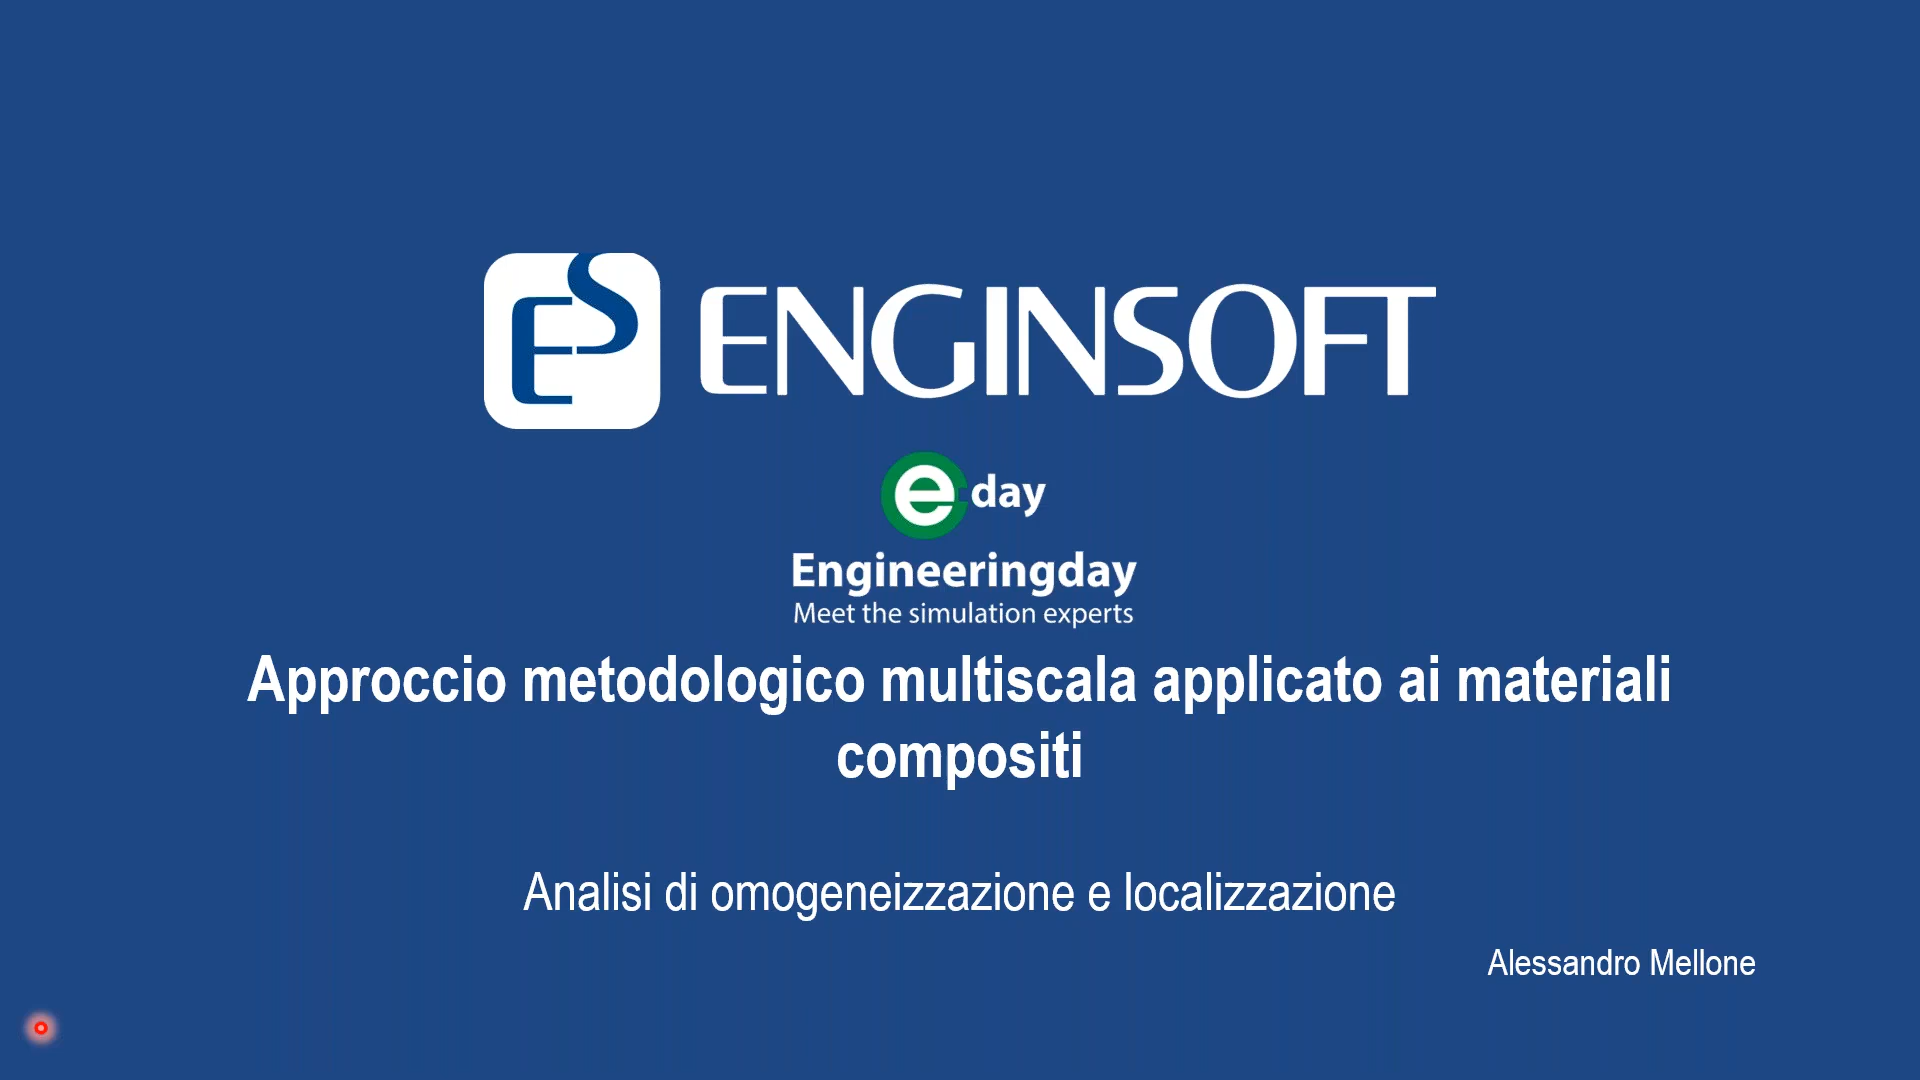 ES ENGINSOFT
e day
Engineeringday
Meet the simulation experts
Approccio metodologico multiscala applicato ai materiali
compositi
Analisi di omogeneizzazione e localizzazione
Alessandro Mellone